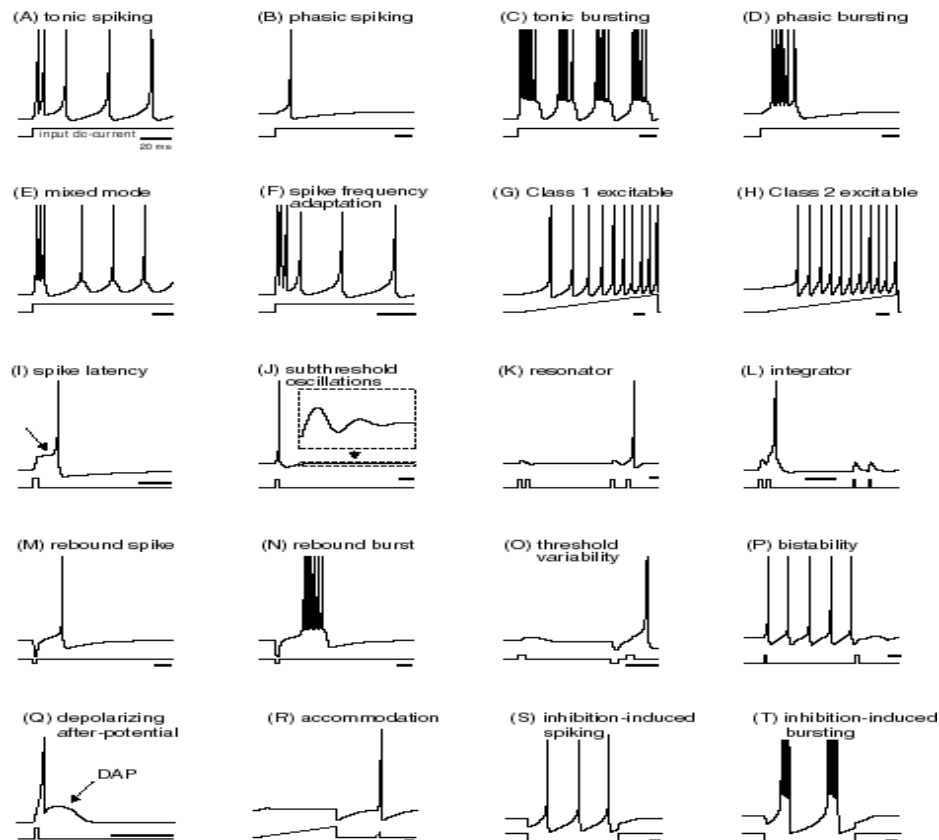 (A) tonic spiking
(B) phasic spiking
(C) tonic bursting
(D) phasic bursting
input dc-current
20 ms
(E) mixed mode
(F) spike frequency
adaptation
(G) Class 1 excitable
(H) Class 2 excitable
(I) spike latency
(J) subthreshold
oscillations
(K) resonator
(L) integrator
(M) rebound spike
(N) rebound burst
(O) threshold
variability
(P) bistability
(Q) depolarizing
after-potential
DAP
(R) accommodation
(S) inhibition-induced
spiking
(T) inhibition-induced
bursting